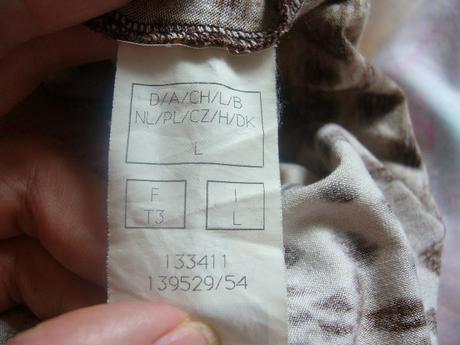 D/A/CH/L/B
NL/PL/CZ/H/DK
L
F
T3
I
L
133411
139529/54